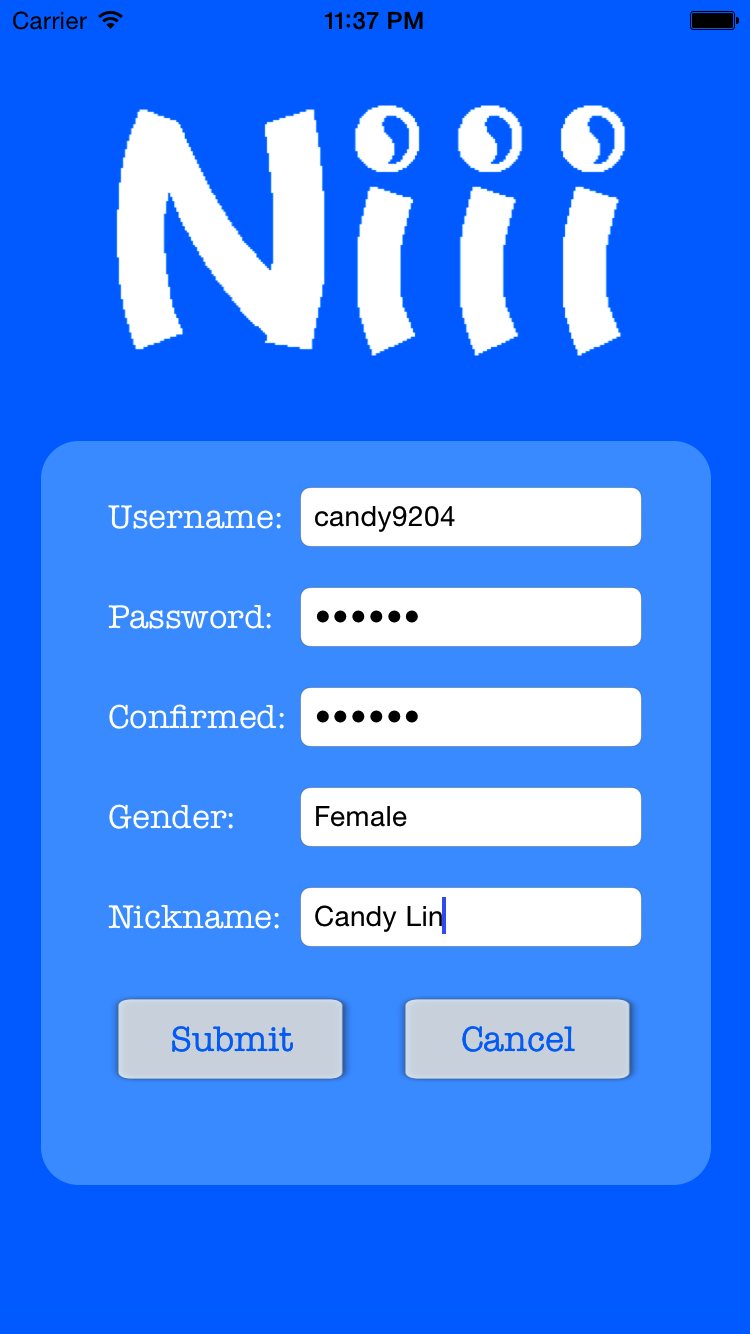 Carrier 11:37 PM
Niii
Username: candy9204
Password: ••••••
Confirmed: ••••••
Gender: Female
Nickname: Candy Lin
Submit Cancel